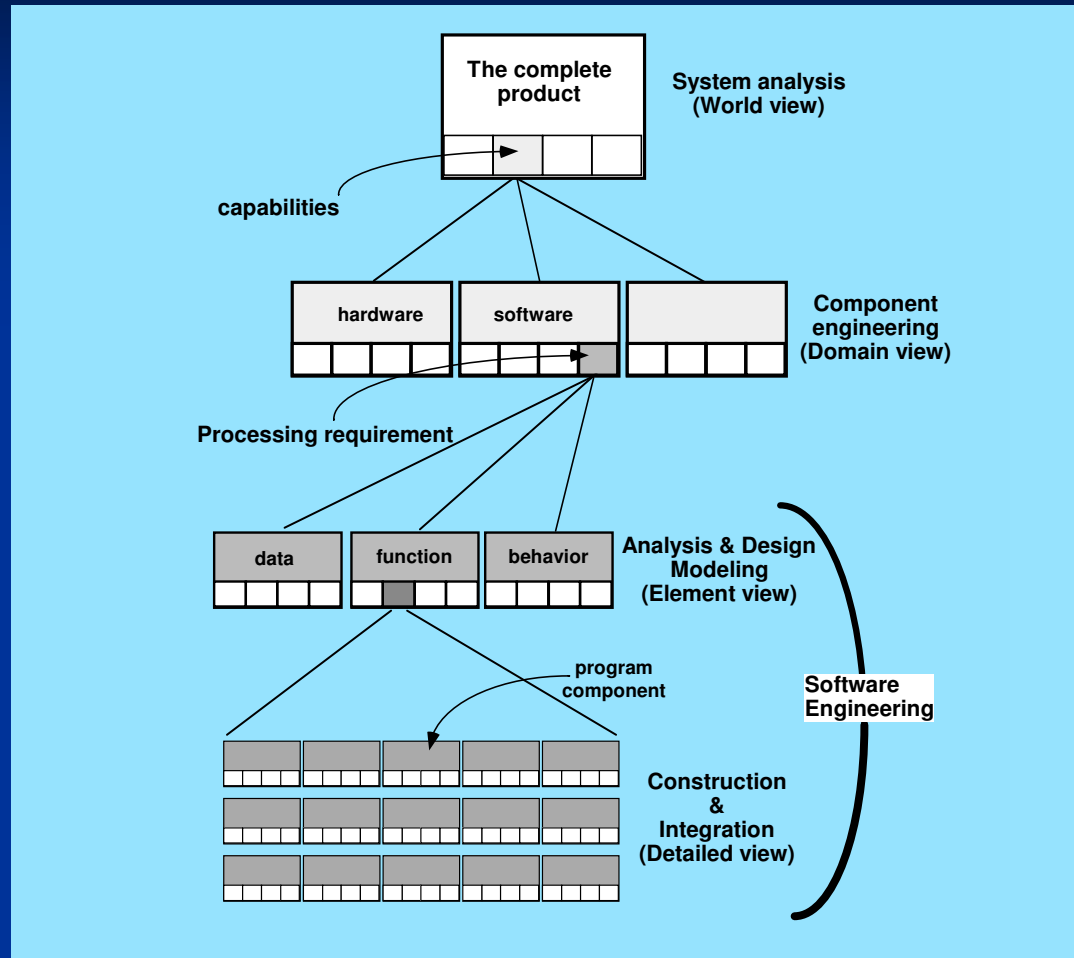 The complete
product
System analysis
(World view)
capabilities
hardware
software
Component
engineering
(Domain view)
Processing requirement
data
function
behavior
Analysis & Design
Modeling
(Element view)
program
component
Software
Engineering
Construction
&
Integration
(Detailed view)